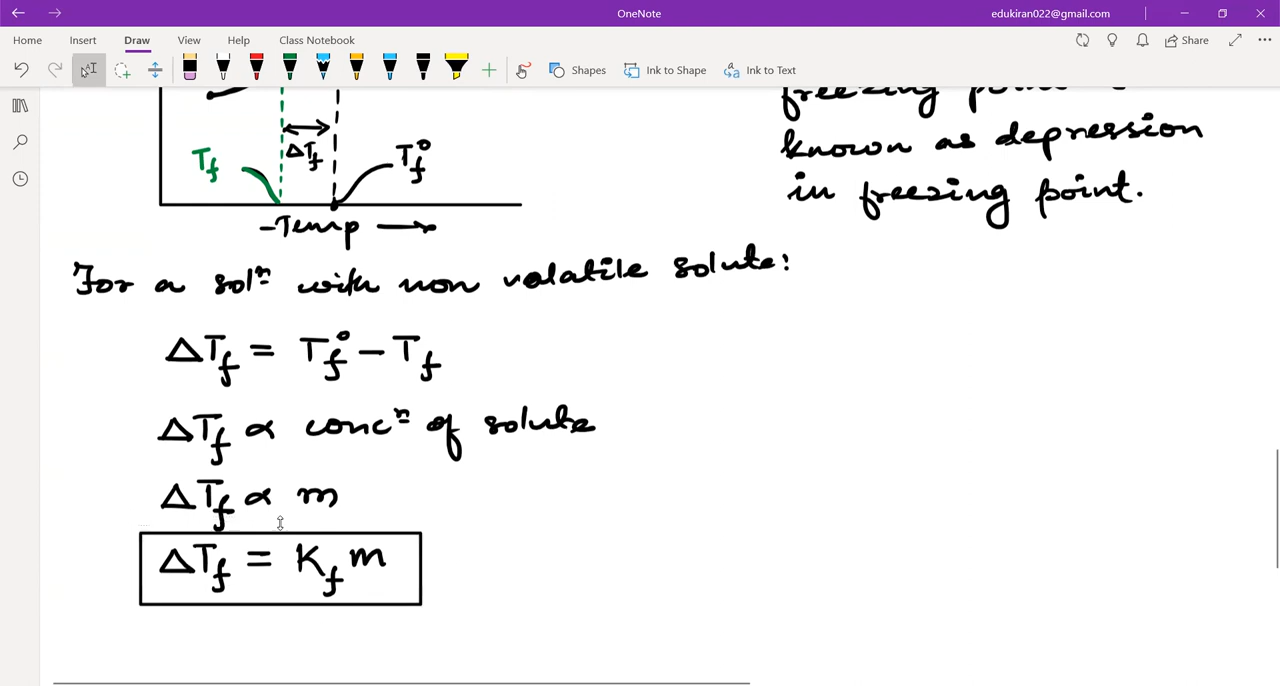 OneNote
edukiran022@gmail.com
Home Insert Draw View Help Class Notebook
Share
Shapes Ink to Shape Ink to Text
freezing point
known as depression
in freezing point.
Tf ΔTf Tf°
Temp
For a solⁿ with non volatile solute:
ΔTf = Tf° - Tf
ΔTf ∝ concⁿ of solute
ΔTf ∝ m
ΔTf = Kf m